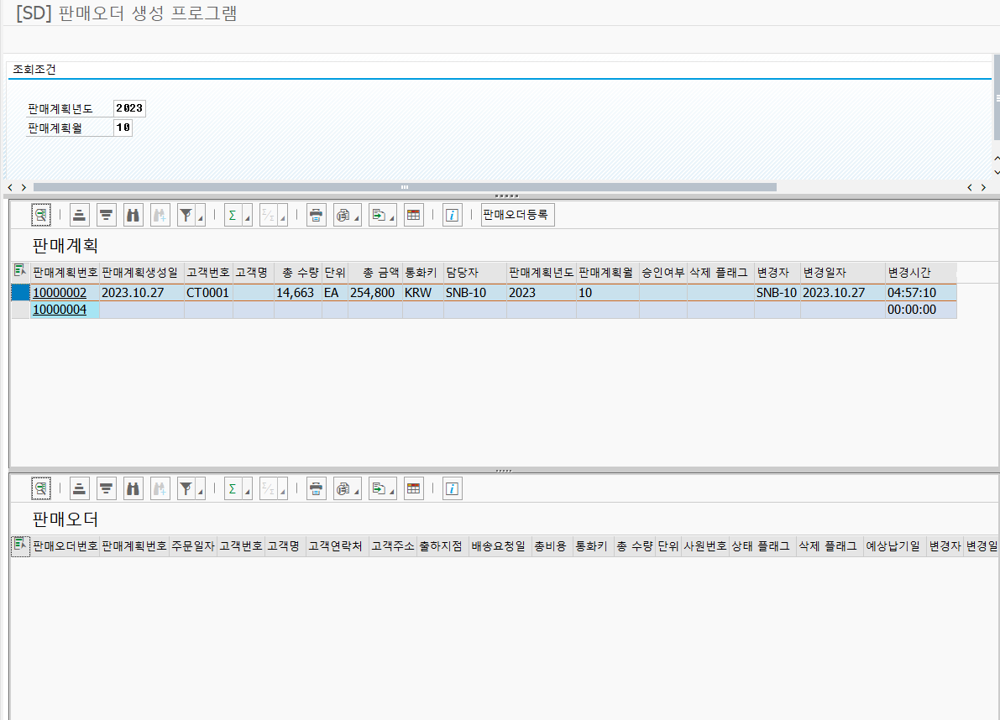 [SD] 판매오더 생성 프로그램
조회조건
판매계획년도 2023
판매계획월 10
판매오더등록
판매계획
판매계획번호 판매계획생성일 고객번호 고객명 총 수량 단위 총 금액 통화키 담당자 판매계획년도 판매계획월 승인여부 삭제 플래그 변경자 변경일자 변경시간
10000002 2023.10.27 CT0001 14,663 EA 254,800 KRW SNB-10 2023 10 SNB-10 2023.10.27 04:57:10
10000004 00:00:00
판매오더
판매오더번호 판매계획번호 주문일자 고객번호 고객명 고객연락처 고객주소 출하지점 배송요청일 총비용 통화키 총 수량 단위 사원번호 상태 플래그 삭제 플래그 예상납기일 변경자 변경일